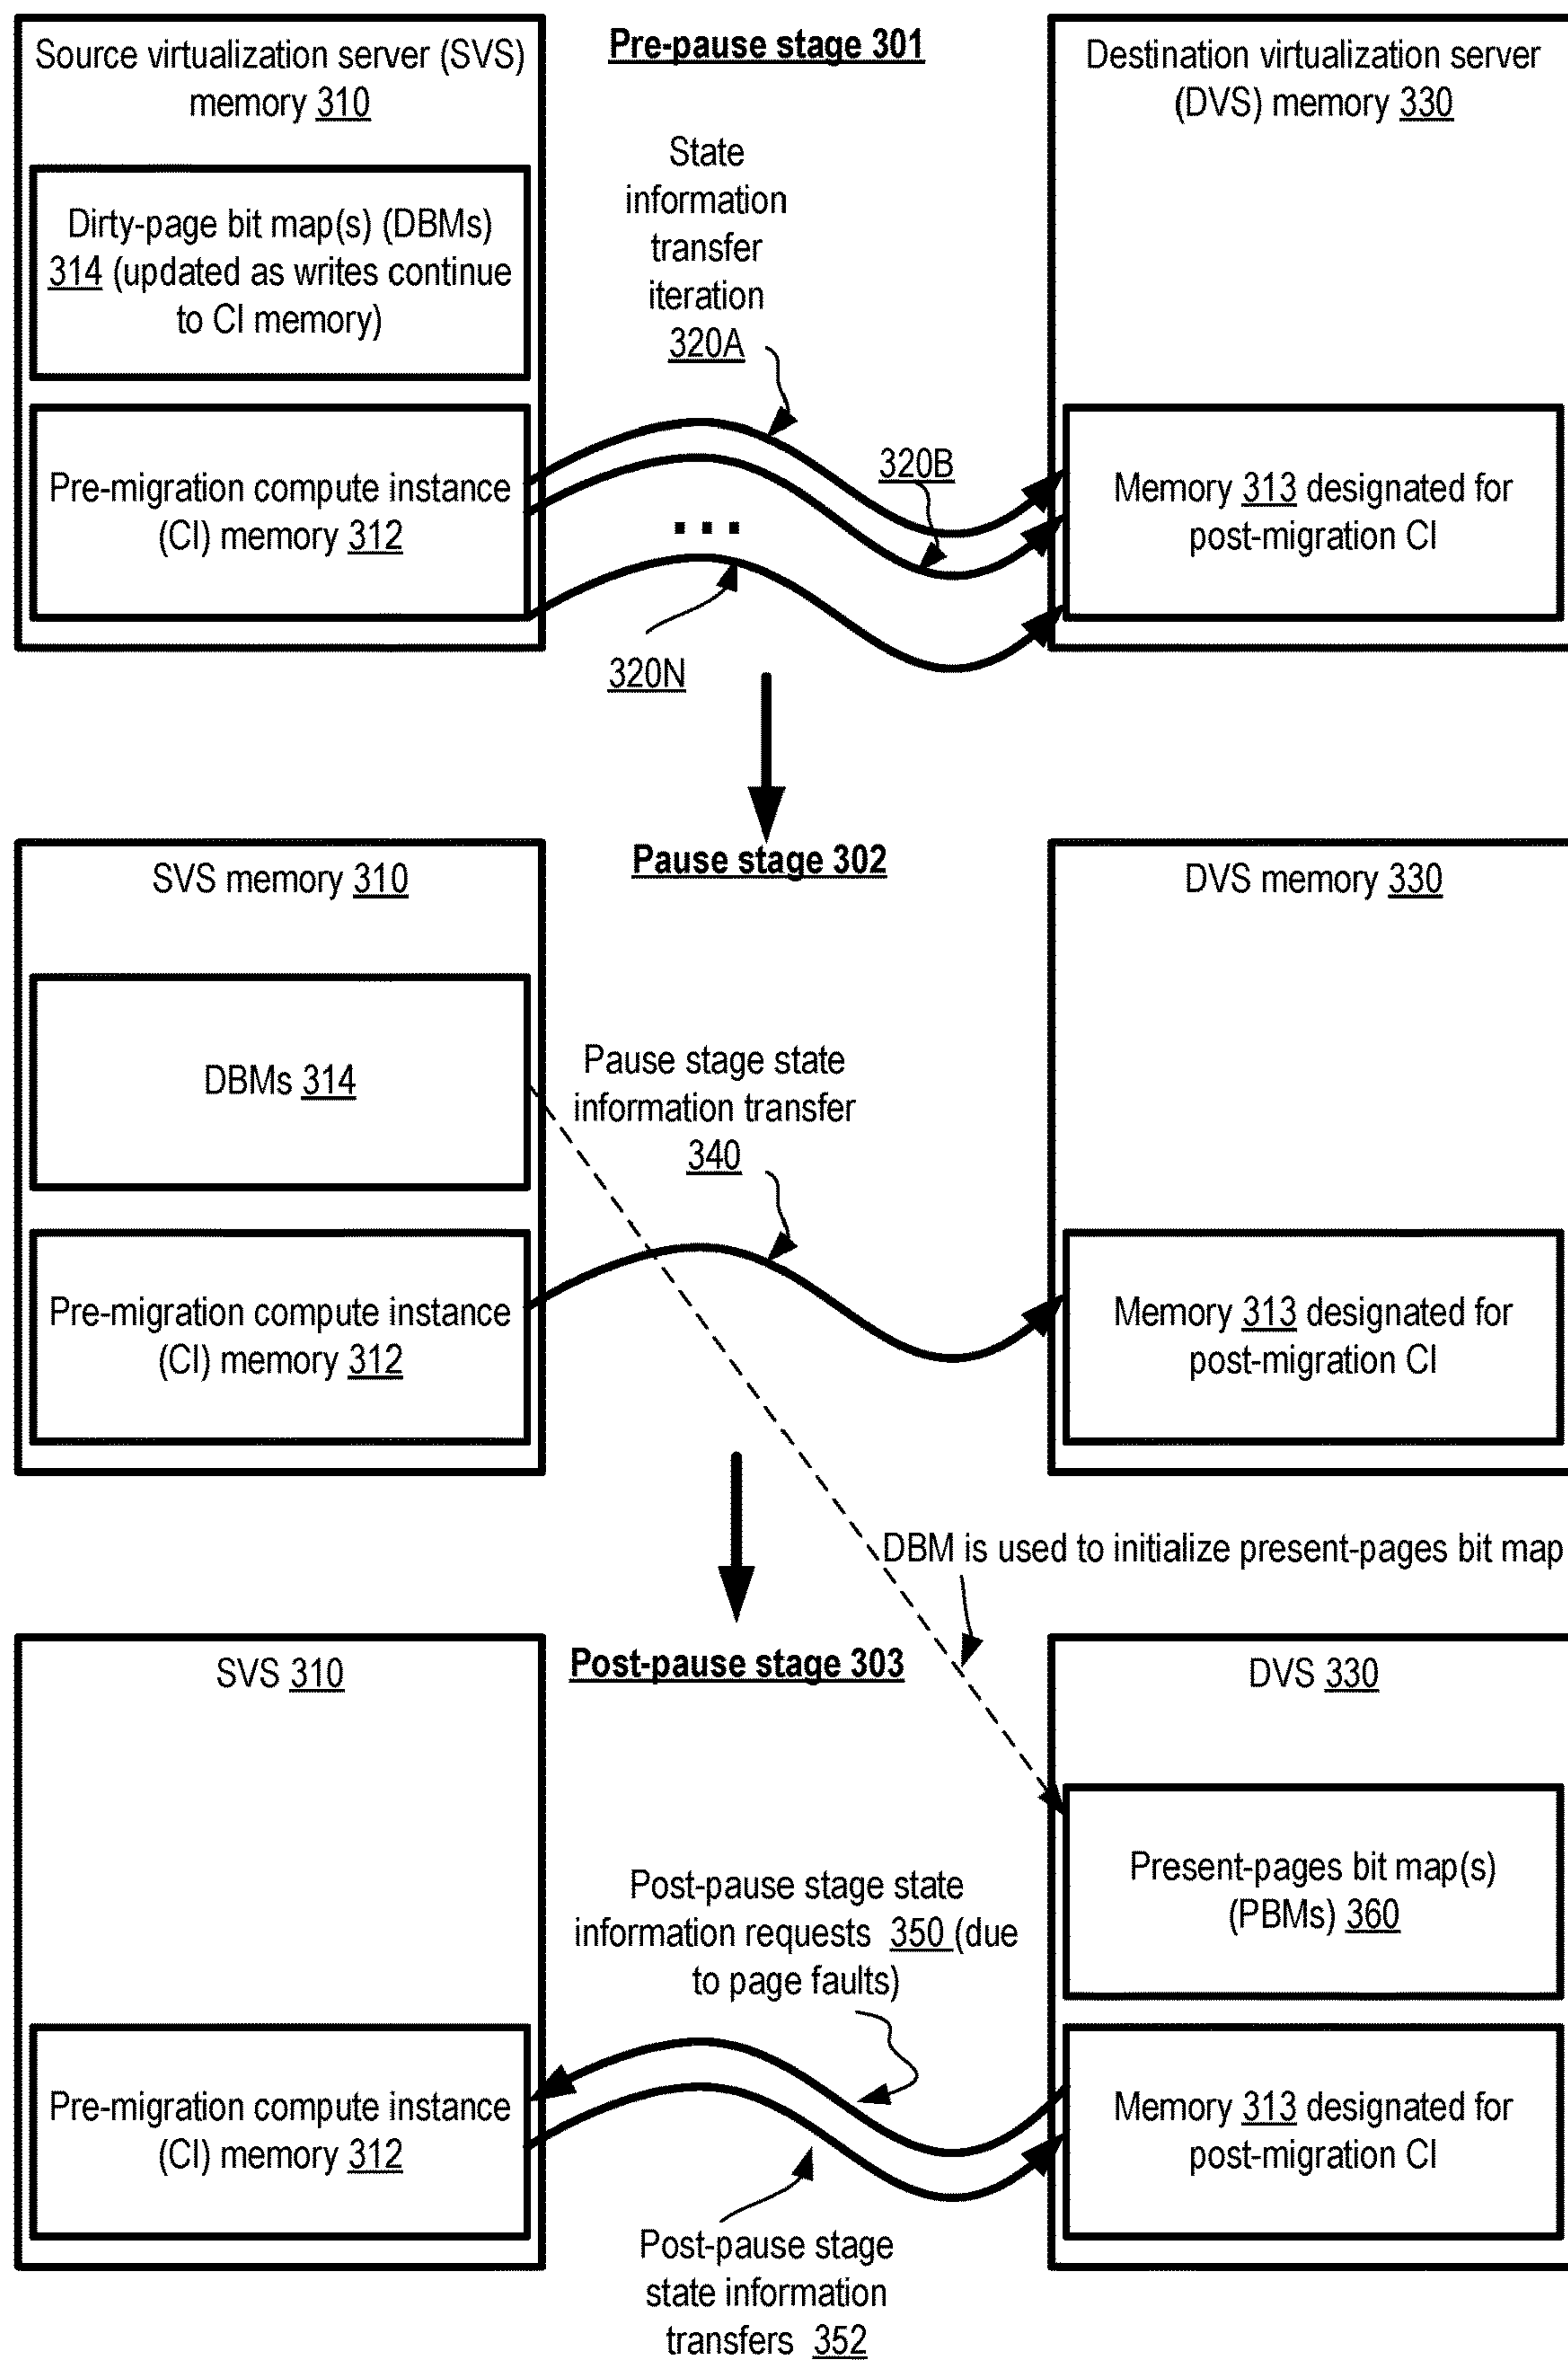 Pre-pause stage 301
Source virtualization server (SVS)
memory 310
Destination virtualization server
(DVS) memory 330
State
information
transfer
iteration
320A
Dirty-page bit map(s) (DBMs)
314 (updated as writes continue
to CI memory)
320B
Pre-migration compute instance
(CI) memory 312
...
Memory 313 designated for
post-migration CI
320N
Pause stage 302
SVS memory 310
DVS memory 330
DBMs 314
Pause stage state
information transfer
340
Pre-migration compute instance
(CI) memory 312
Memory 313 designated for
post-migration CI
DBM is used to initialize present-pages bit map
Post-pause stage 303
SVS 310
DVS 330
Present-pages bit map(s)
(PBMs) 360
Post-pause stage state
information requests 350 (due
to page faults)
Pre-migration compute instance
(CI) memory 312
Memory 313 designated for
post-migration CI
Post-pause stage
state information
transfers 352